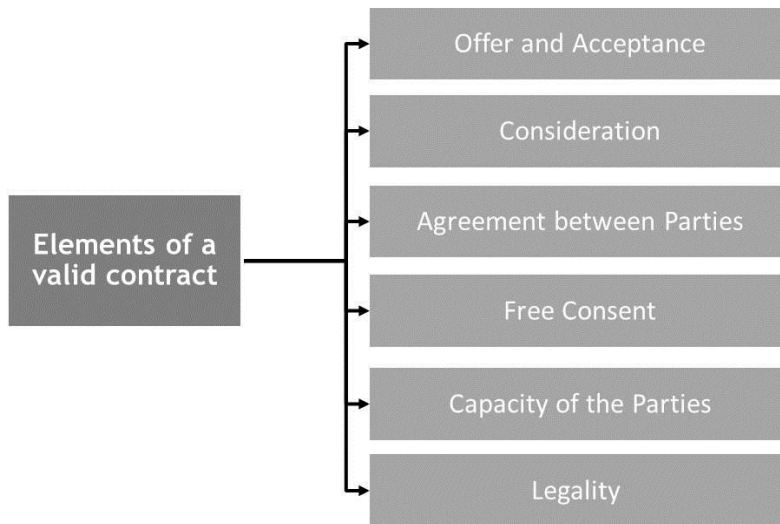 Elements of a
valid contract
Offer and Acceptance
Consideration
Agreement between Parties
Free Consent
Capacity of the Parties
Legality